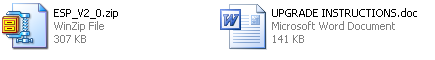 ESP_V2_0.zip
WinZip File
307 KB
UPGRADE INSTRUCTIONS.doc
Microsoft Word Document
141 KB